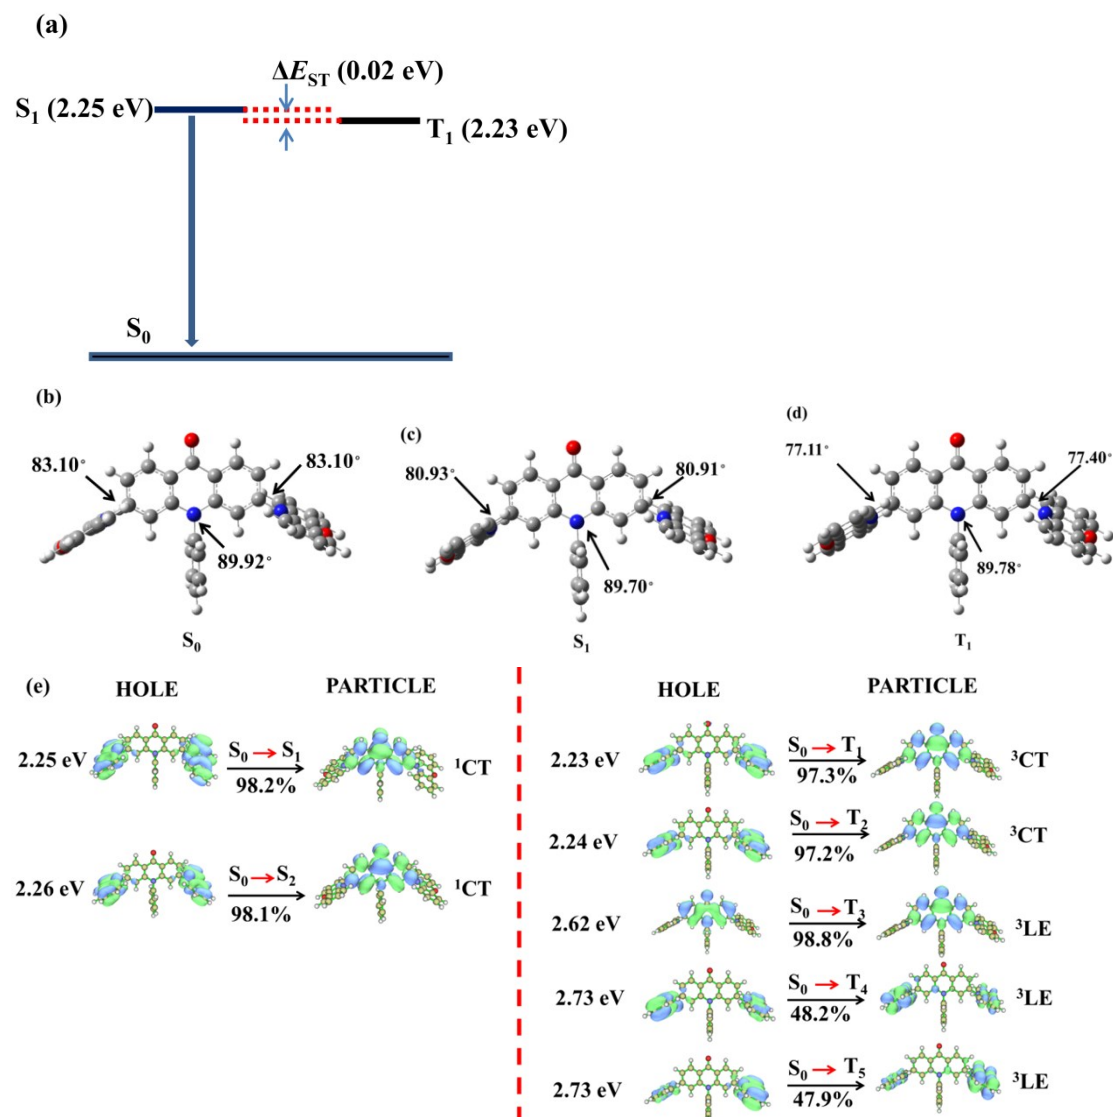 (a)
ΔE_ST (0.02 eV)
S₁ (2.25 eV)
T₁ (2.23 eV)
S₀
(b)
83.10°
83.10°
89.92°
S₀
(c)
80.93°
80.91°
89.70°
S₁
(d)
77.11°
77.40°
89.78°
T₁
(e)
HOLE PARTICLE
2.25 eV S₀ → S₁ ¹CT
98.2%
2.26 eV S₀ → S₂ ¹CT
98.1%
HOLE PARTICLE
2.23 eV S₀ → T₁ ³CT
97.3%
2.24 eV S₀ → T₂ ³CT
97.2%
2.62 eV S₀ → T₃ ³LE
98.8%
2.73 eV S₀ → T₄ ³LE
48.2%
2.73 eV S₀ → T₅ ³LE
47.9%